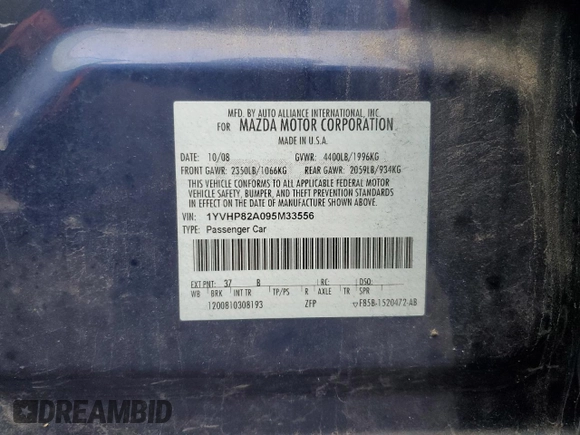 MFD. BY AUTO ALLIANCE INTERNATIONAL, INC.
FOR MAZDA MOTOR CORPORATION
MADE IN U.S.A.
DATE: 10/08 GVWR: 4400LB/1996KG
FRONT GAWR: 2350LB/1066KG REAR GAWR: 2059LB/934KG
THIS VEHICLE CONFORMS TO ALL APPLICABLE FEDERAL MOTOR
VEHICLE SAFETY, BUMPER, AND THEFT PREVENTION STANDARDS
IN EFFECT ON THE DATE OF MANUFACTURE SHOWN ABOVE.
VIN: 1YVHP82A095M33556
TYPE: Passenger Car
EXT PNT: 37 B RC: DSO:
WB BRK INT TR TP/PS R AXLE TR SPR
1200810308193 ZFP F85B-1520472-AB
DREAMBID